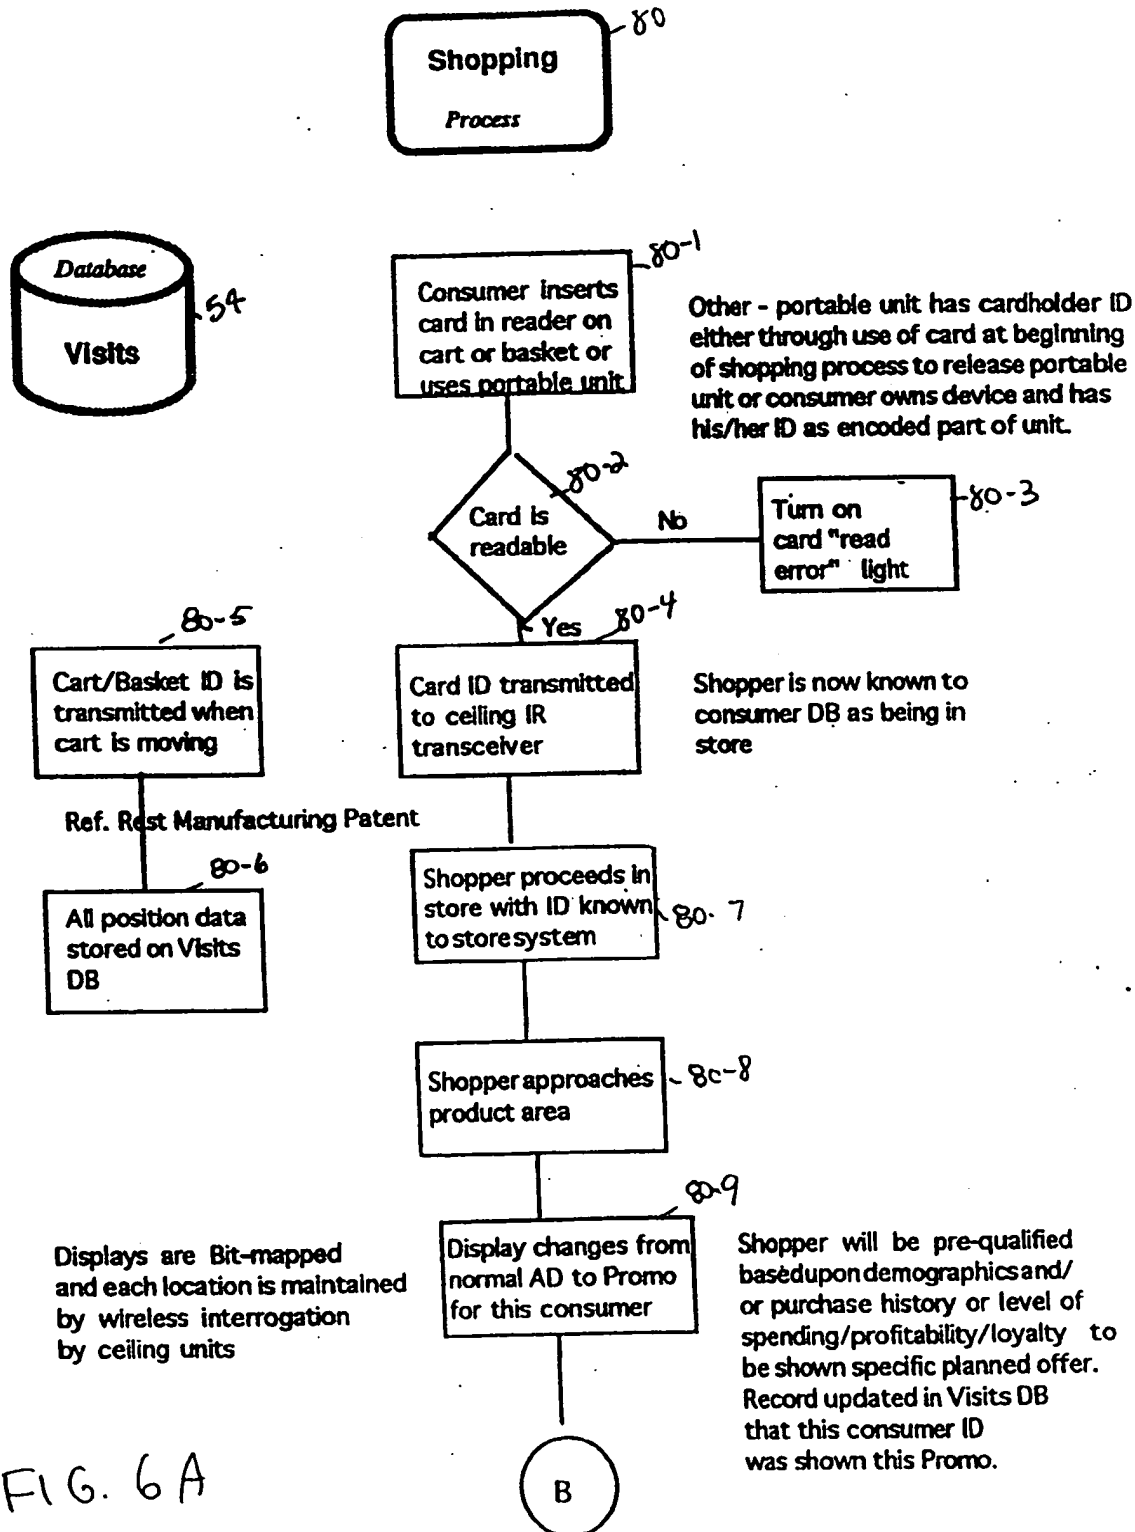 80
Shopping
Process
Database
Visits
54
80-1
Consumer inserts
card in reader on
cart or basket or
uses portable unit
Other - portable unit has cardholder ID
either through use of card at beginning
of shopping process to release portable
unit or consumer owns device and has
his/her ID as encoded part of unit.
80-2
Card is
readable
No
80-3
Turn on
card "read
error" light
Yes
80-5
Cart/Basket ID is
transmitted when
cart is moving
80-4
Card ID transmitted
to ceiling IR
transceiver
Shopper is now known to
consumer DB as being in
store
Ref. Rest Manufacturing Patent
80-6
All position data
stored on Visits
DB
Shopper proceeds in
store with ID known
to store system
80-7
Shopper approaches
product area
80-8
80-9
Display changes from
normal AD to Promo
for this consumer
Displays are Bit-mapped
and each location is maintained
by wireless interrogation
by ceiling units
Shopper will be pre-qualified
based upon demographics and/
or purchase history or level of
spending/profitability/loyalty to
be shown specific planned offer.
Record updated in Visits DB
that this consumer ID
was shown this Promo.
B
FIG. 6A